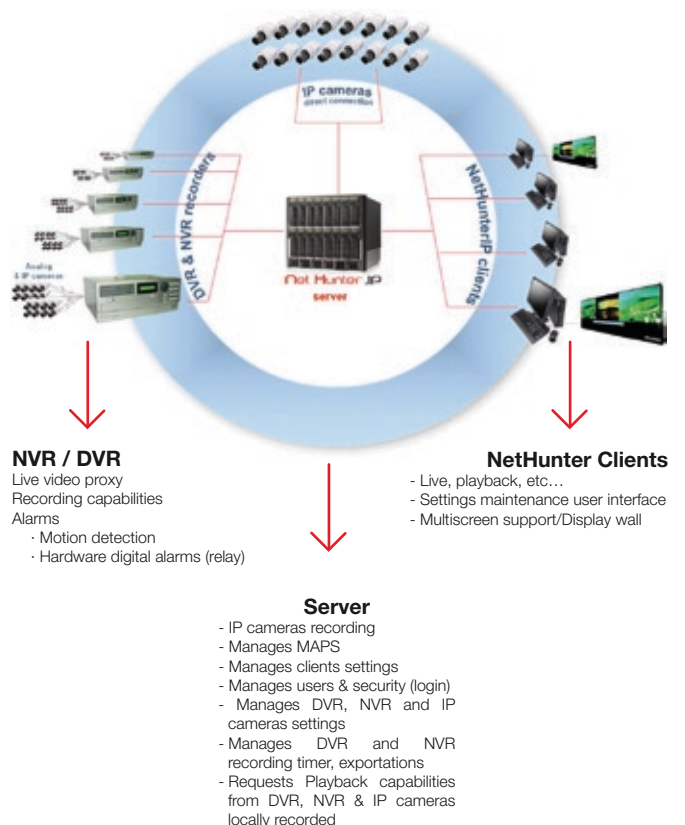 IP cameras
direct connection
DVR & NVR recorders
NetHunterIP clients
Analog
& IP cameras
Net Hunter IP
server
NVR / DVR
Live video proxy
Recording capabilities
Alarms
· Motion detection
· Hardware digital alarms (relay)
NetHunter Clients
- Live, playback, etc…
- Settings maintenance user interface
- Multiscreen support/Display wall
Server
- IP cameras recording
- Manages MAPS
- Manages clients settings
- Manages users & security (login)
- Manages DVR, NVR and IP
cameras settings
- Manages DVR and NVR
recording timer, exportations
- Requests Playback capabilities
from DVR, NVR & IP cameras
locally recorded